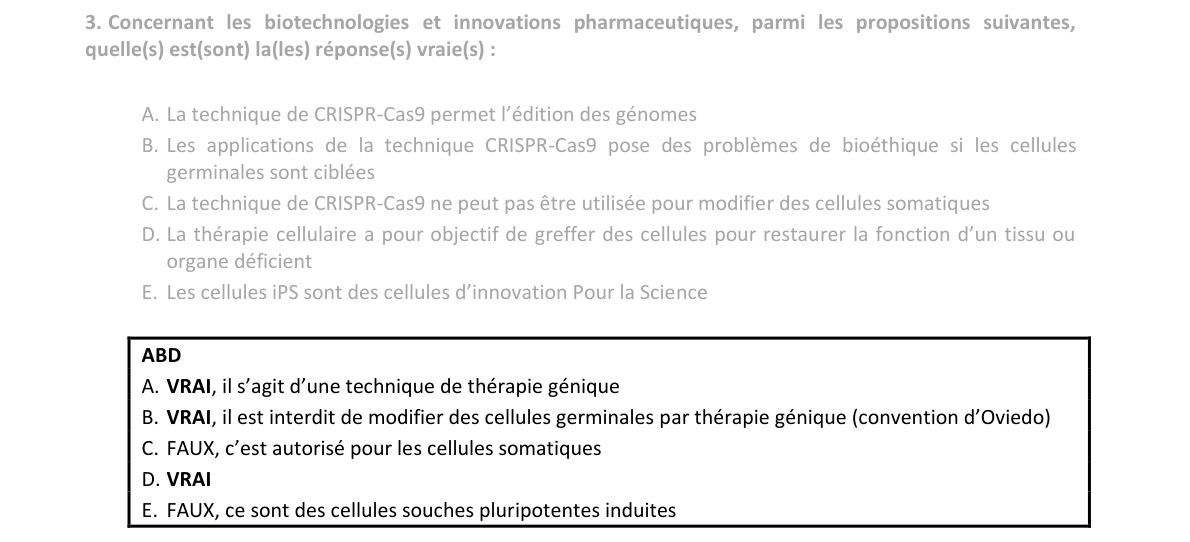 3. Concernant les biotechnologies et innovations pharmaceutiques, parmi les propositions suivantes,
quelle(s) est(sont) la(les) réponse(s) vraie(s) :
A. La technique de CRISPR-Cas9 permet l’édition des génomes
B. Les applications de la technique CRISPR-Cas9 pose des problèmes de bioéthique si les cellules
germinales sont ciblées
C. La technique de CRISPR-Cas9 ne peut pas être utilisée pour modifier des cellules somatiques
D. La thérapie cellulaire a pour objectif de greffer des cellules pour restaurer la fonction d’un tissu ou
organe déficient
E. Les cellules iPS sont des cellules d’innovation Pour la Science
ABD
A. VRAI, il s’agit d’une technique de thérapie génique
B. VRAI, il est interdit de modifier des cellules germinales par thérapie génique (convention d’Oviedo)
C. FAUX, c’est autorisé pour les cellules somatiques
D. VRAI
E. FAUX, ce sont des cellules souches pluripotentes induites